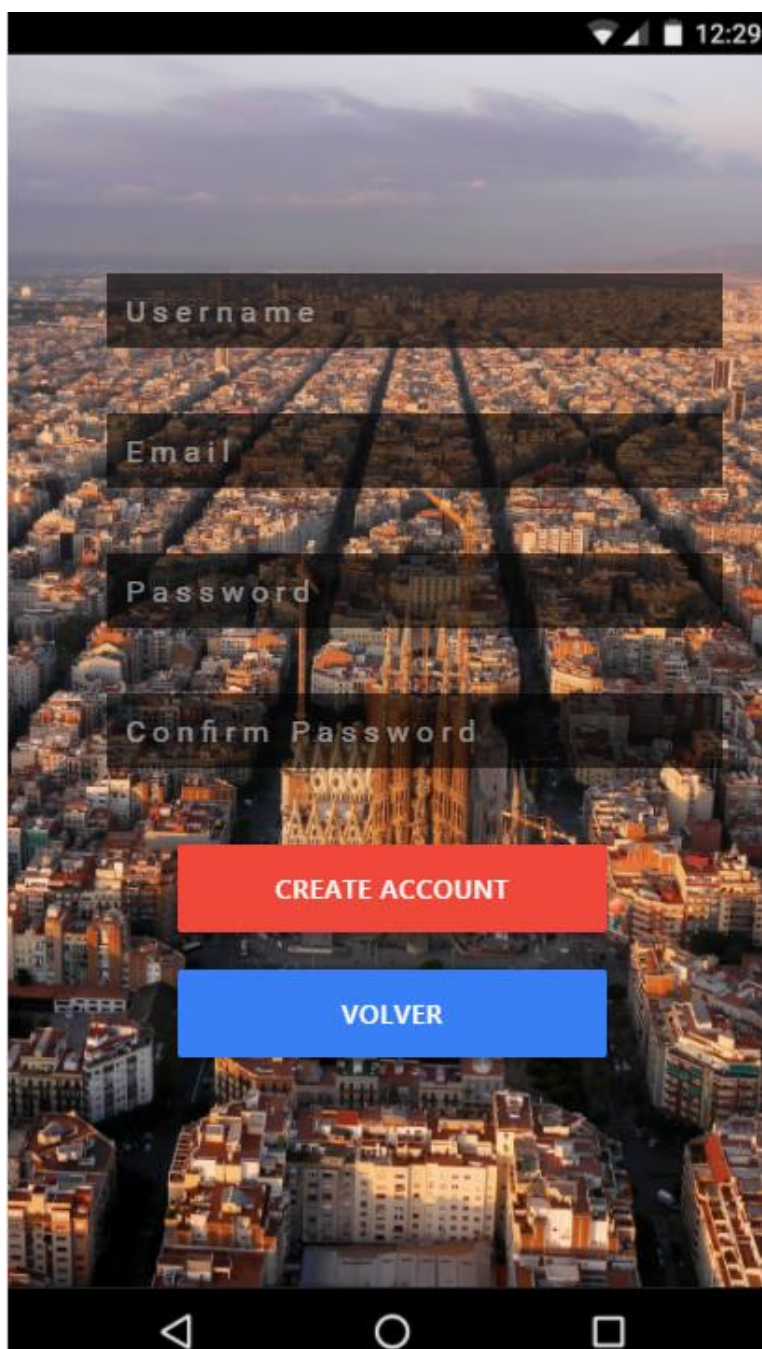 12:29
Username
Email
Password
Confirm Password
CREATE ACCOUNT
VOLVER